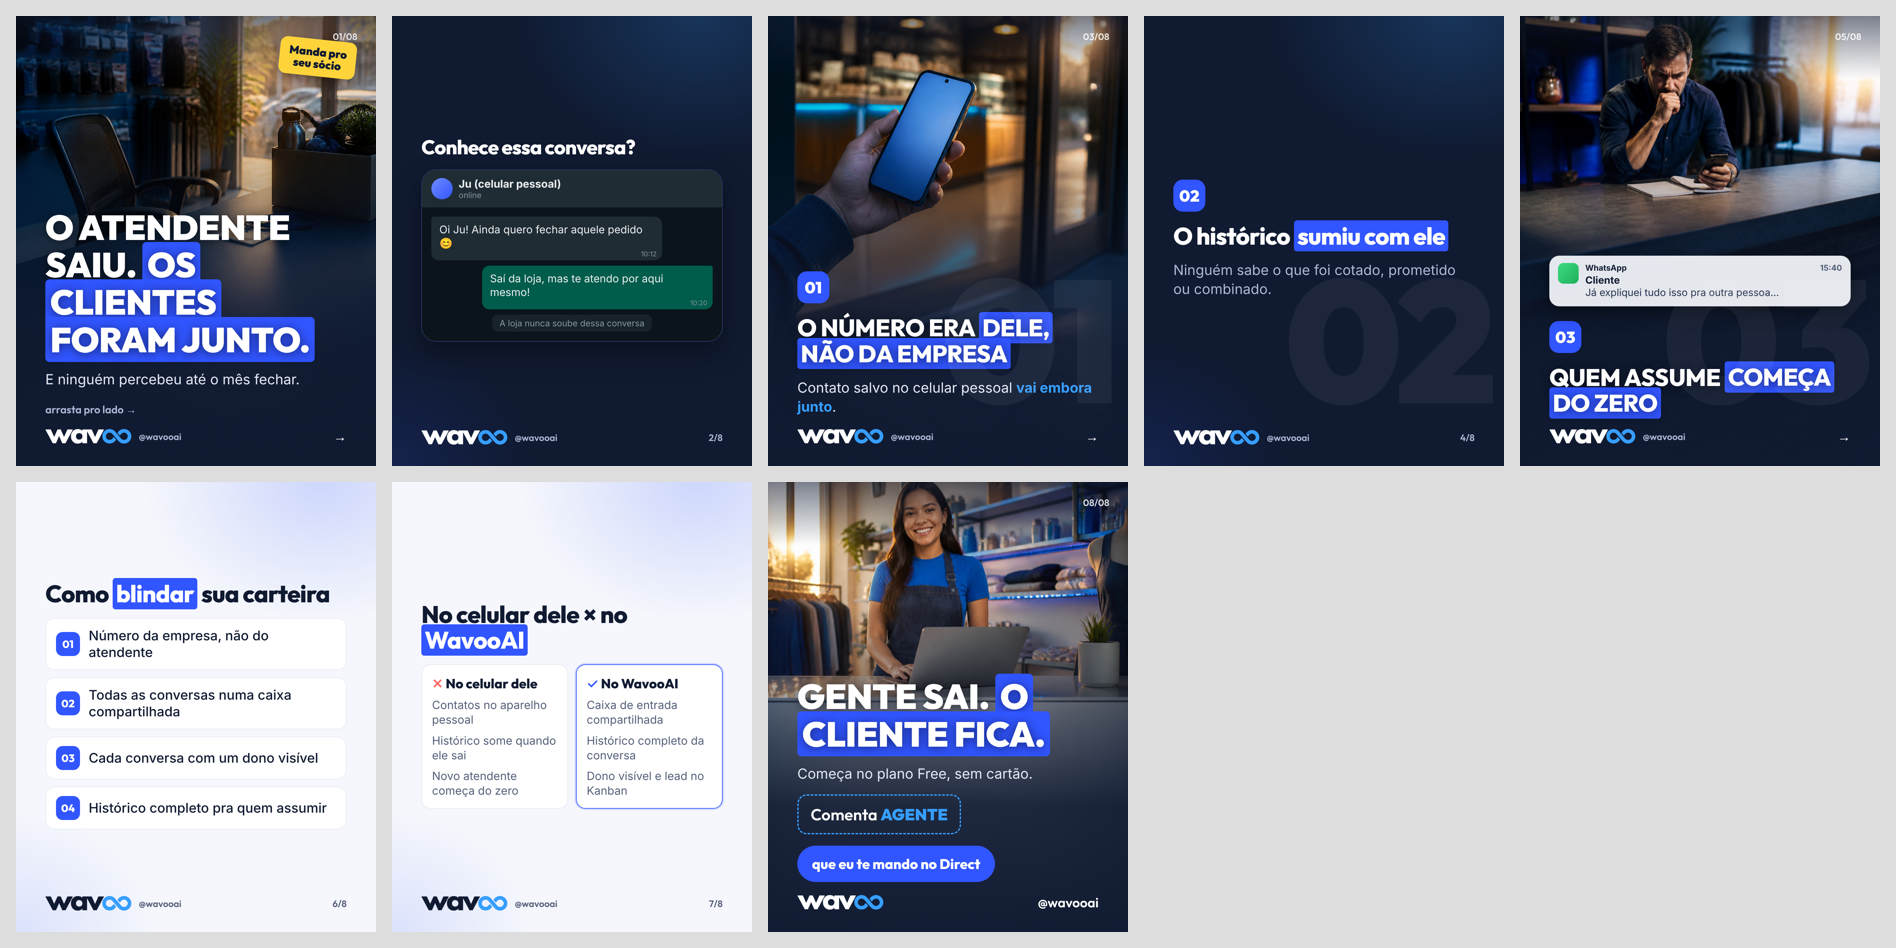 01/08
Manda pro
seu sócio
O ATENDENTE
SAIU. OS
CLIENTES
FORAM JUNTO.
E ninguém percebeu até o mês fechar.
arrasta pro lado →
wavoo @wavooai →
Conhece essa conversa?
Ju (celular pessoal)
online
Oi Ju! Ainda quero fechar aquele pedido
😊
10:12
Saí da loja, mas te atendo por aqui
mesmo!
10:20
A loja nunca soube dessa conversa
wavoo @wavooai 2/8
03/08
01
01
O NÚMERO ERA DELE,
NÃO DA EMPRESA
Contato salvo no celular pessoal vai embora
junto.
wavoo @wavooai →
02
O histórico sumiu com ele
Ninguém sabe o que foi cotado, prometido
ou combinado.
02
wavoo @wavooai 4/8
05/08
WhatsApp 15:40
Cliente
Já expliquei tudo isso pra outra pessoa...
03
03
QUEM ASSUME COMEÇA
DO ZERO
wavoo @wavooai →
Como blindar sua carteira
01 Número da empresa, não do
atendente
02 Todas as conversas numa caixa
compartilhada
03 Cada conversa com um dono visível
04 Histórico completo pra quem assumir
wavoo @wavooai 6/8
No celular dele × no
WavooAI
✕ No celular dele
Contatos no aparelho
pessoal
Histórico some quando
ele sai
Novo atendente
começa do zero
✓ No WavooAI
Caixa de entrada
compartilhada
Histórico completo da
conversa
Dono visível e lead no
Kanban
wavoo @wavooai 7/8
08/08
GENTE SAI. O
CLIENTE FICA.
Começa no plano Free, sem cartão.
Comenta AGENTE
que eu te mando no Direct
wavoo @wavooai